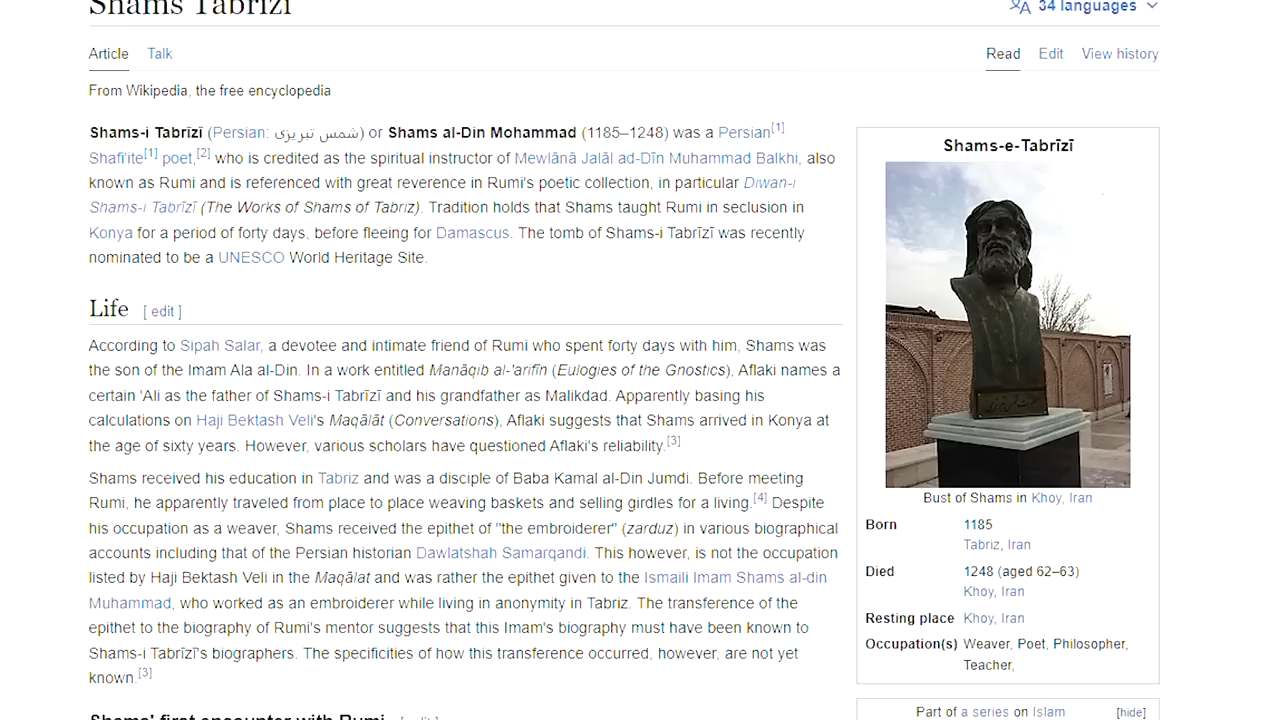 Shams Tabrizi
34 languages
Article Talk
Read Edit View history
From Wikipedia, the free encyclopedia
Shams-i Tabrīzī (Persian: شمس تبریزی) or Shams al-Din Mohammad (1185–1248) was a Persian[1]
Shafi'ite[1] poet,[2] who is credited as the spiritual instructor of Mewlānā Jalāl ad-Dīn Muhammad Balkhi, also
known as Rumi and is referenced with great reverence in Rumi's poetic collection, in particular Diwan-i
Shams-i Tabrīzī (The Works of Shams of Tabriz). Tradition holds that Shams taught Rumi in seclusion in
Konya for a period of forty days, before fleeing for Damascus. The tomb of Shams-i Tabrīzī was recently
nominated to be a UNESCO World Heritage Site.
Life [ edit ]
According to Sipah Salar, a devotee and intimate friend of Rumi who spent forty days with him, Shams was
the son of the Imam Ala al-Din. In a work entitled Manāqib al-'arifīn (Eulogies of the Gnostics), Aflaki names a
certain 'Ali as the father of Shams-i Tabrīzī and his grandfather as Malikdad. Apparently basing his
calculations on Haji Bektash Veli's Maqālāt (Conversations), Aflaki suggests that Shams arrived in Konya at
the age of sixty years. However, various scholars have questioned Aflaki's reliability.[3]
Shams received his education in Tabriz and was a disciple of Baba Kamal al-Din Jumdi. Before meeting
Rumi, he apparently traveled from place to place weaving baskets and selling girdles for a living.[4] Despite
his occupation as a weaver, Shams received the epithet of "the embroiderer" (zarduz) in various biographical
accounts including that of the Persian historian Dawlatshah Samarqandi. This however, is not the occupation
listed by Haji Bektash Veli in the Maqālat and was rather the epithet given to the Ismaili Imam Shams al-din
Muhammad, who worked as an embroiderer while living in anonymity in Tabriz. The transference of the
epithet to the biography of Rumi's mentor suggests that this Imam's biography must have been known to
Shams-i Tabrīzī's biographers. The specificities of how this transference occurred, however, are not yet
known.[3]
Shams' first encounter with Rumi [ edit ]
Shams-e-Tabrīzī
Bust of Shams in Khoy, Iran
Born 1185
Tabriz, Iran
Died 1248 (aged 62–63)
Khoy, Iran
Resting place Khoy, Iran
Occupation(s) Weaver, Poet, Philosopher,
Teacher,
Part of a series on Islam [hide]